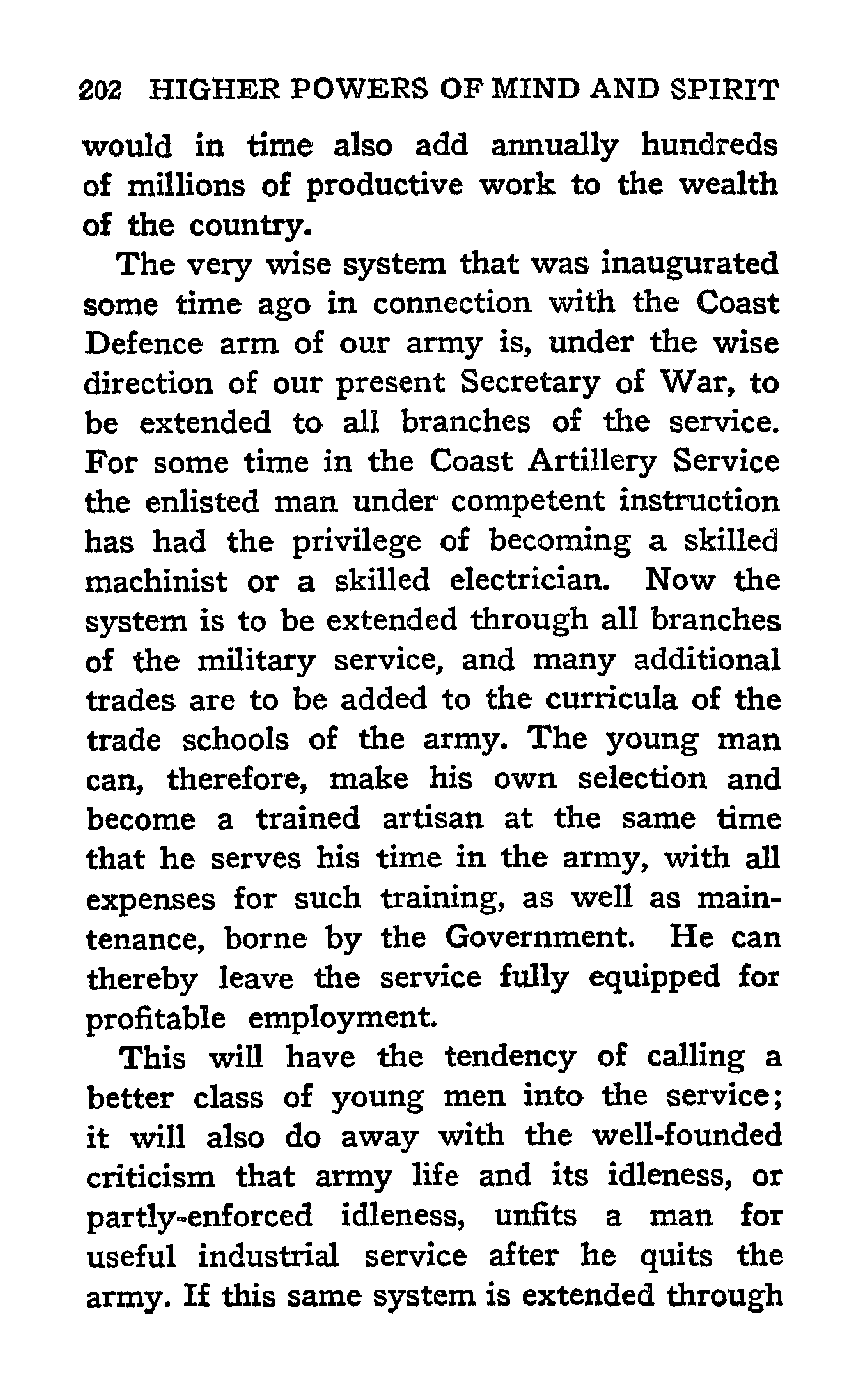 202 HIGHER POWERS OF MIND AND SPIRIT
would in time also add annually hundreds
of millions of productive work to the wealth
of the country.
The very wise system that was inaugurated
some time ago in connection with the Coast
Defence arm of our army is, under the wise
direction of our present Secretary of War, to
be extended to all branches of the service.
For some time in the Coast Artillery Service
the enlisted man under competent instruction
has had the privilege of becoming a skilled
machinist or a skilled electrician. Now the
system is to be extended through all branches
of the military service, and many additional
trades are to be added to the curricula of the
trade schools of the army. The young man
can, therefore, make his own selection and
become a trained artisan at the same time
that he serves his time in the army, with all
expenses for such training, as well as main-
tenance, borne by the Government. He can
thereby leave the service fully equipped for
profitable employment.
This will have the tendency of calling a
better class of young men into the service;
it will also do away with the well-founded
criticism that army life and its idleness, or
partly-enforced idleness, unfits a man for
useful industrial service after he quits the
army. If this same system is extended through